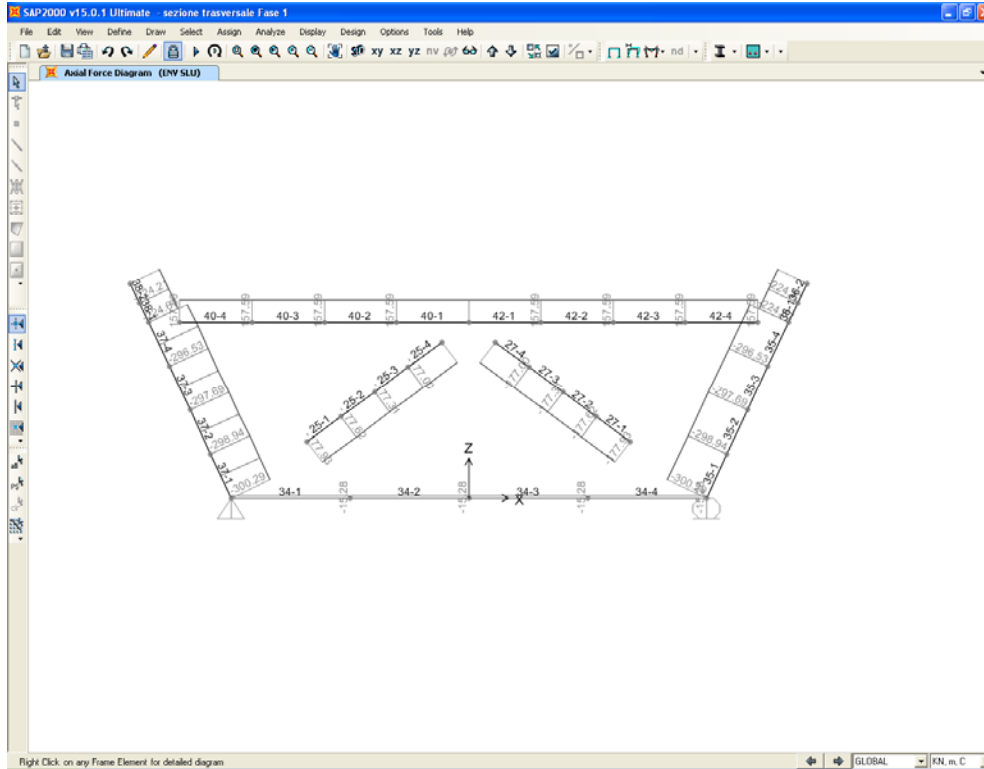 SAP2000 v15.0.1 Ultimate - sezione trasversale Fase 1
File Edit View Define Draw Select Assign Analyze Display Design Options Tools Help
xy xz yz nv nd
Axial Force Diagram (ENV SLU)
157.59 157.59 157.59 157.59 157.59 157.59 157.59
40-4 40-3 40-2 40-1 42-1 42-2 42-3 42-4
38-1 36-2
37-4 -296.53 25-4 27-4 -296.53 35-4
37-3 -297.69 25-3 27-3 -297.69 35-3
37-2 -298.94 25-2 27-2 -298.94 35-2
37-1 -300.29 25-1 27-1 35-1
Z
34-1 34-2 34-3 34-4
X
-15.28 -15.28 -15.28
Right Click on any Frame Element for detailed diagram
GLOBAL
KN, m, C